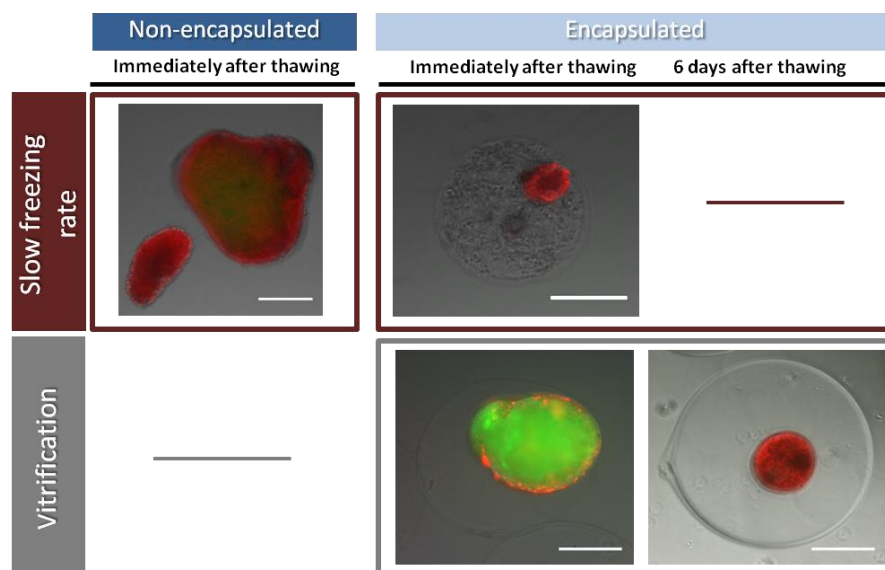 Non-encapsulated
Encapsulated
Immediately after thawing
Immediately after thawing
6 days after thawing
Slow freezing
rate
Vitrification